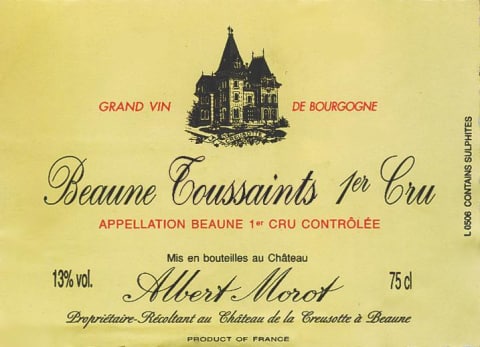 GRAND VIN DE BOURGOGNE
CREUSOTTE
Beaune Toussaints 1er Cru
APPELLATION BEAUNE 1er CRU CONTRÔLÉE
Mis en bouteilles au Château
13% vol. Albert Morot 75 cl
Propriétaire-Récoltant au Château de la Creusotte à Beaune
PRODUCT OF FRANCE
L 0506 CONTAINS SULPHITES